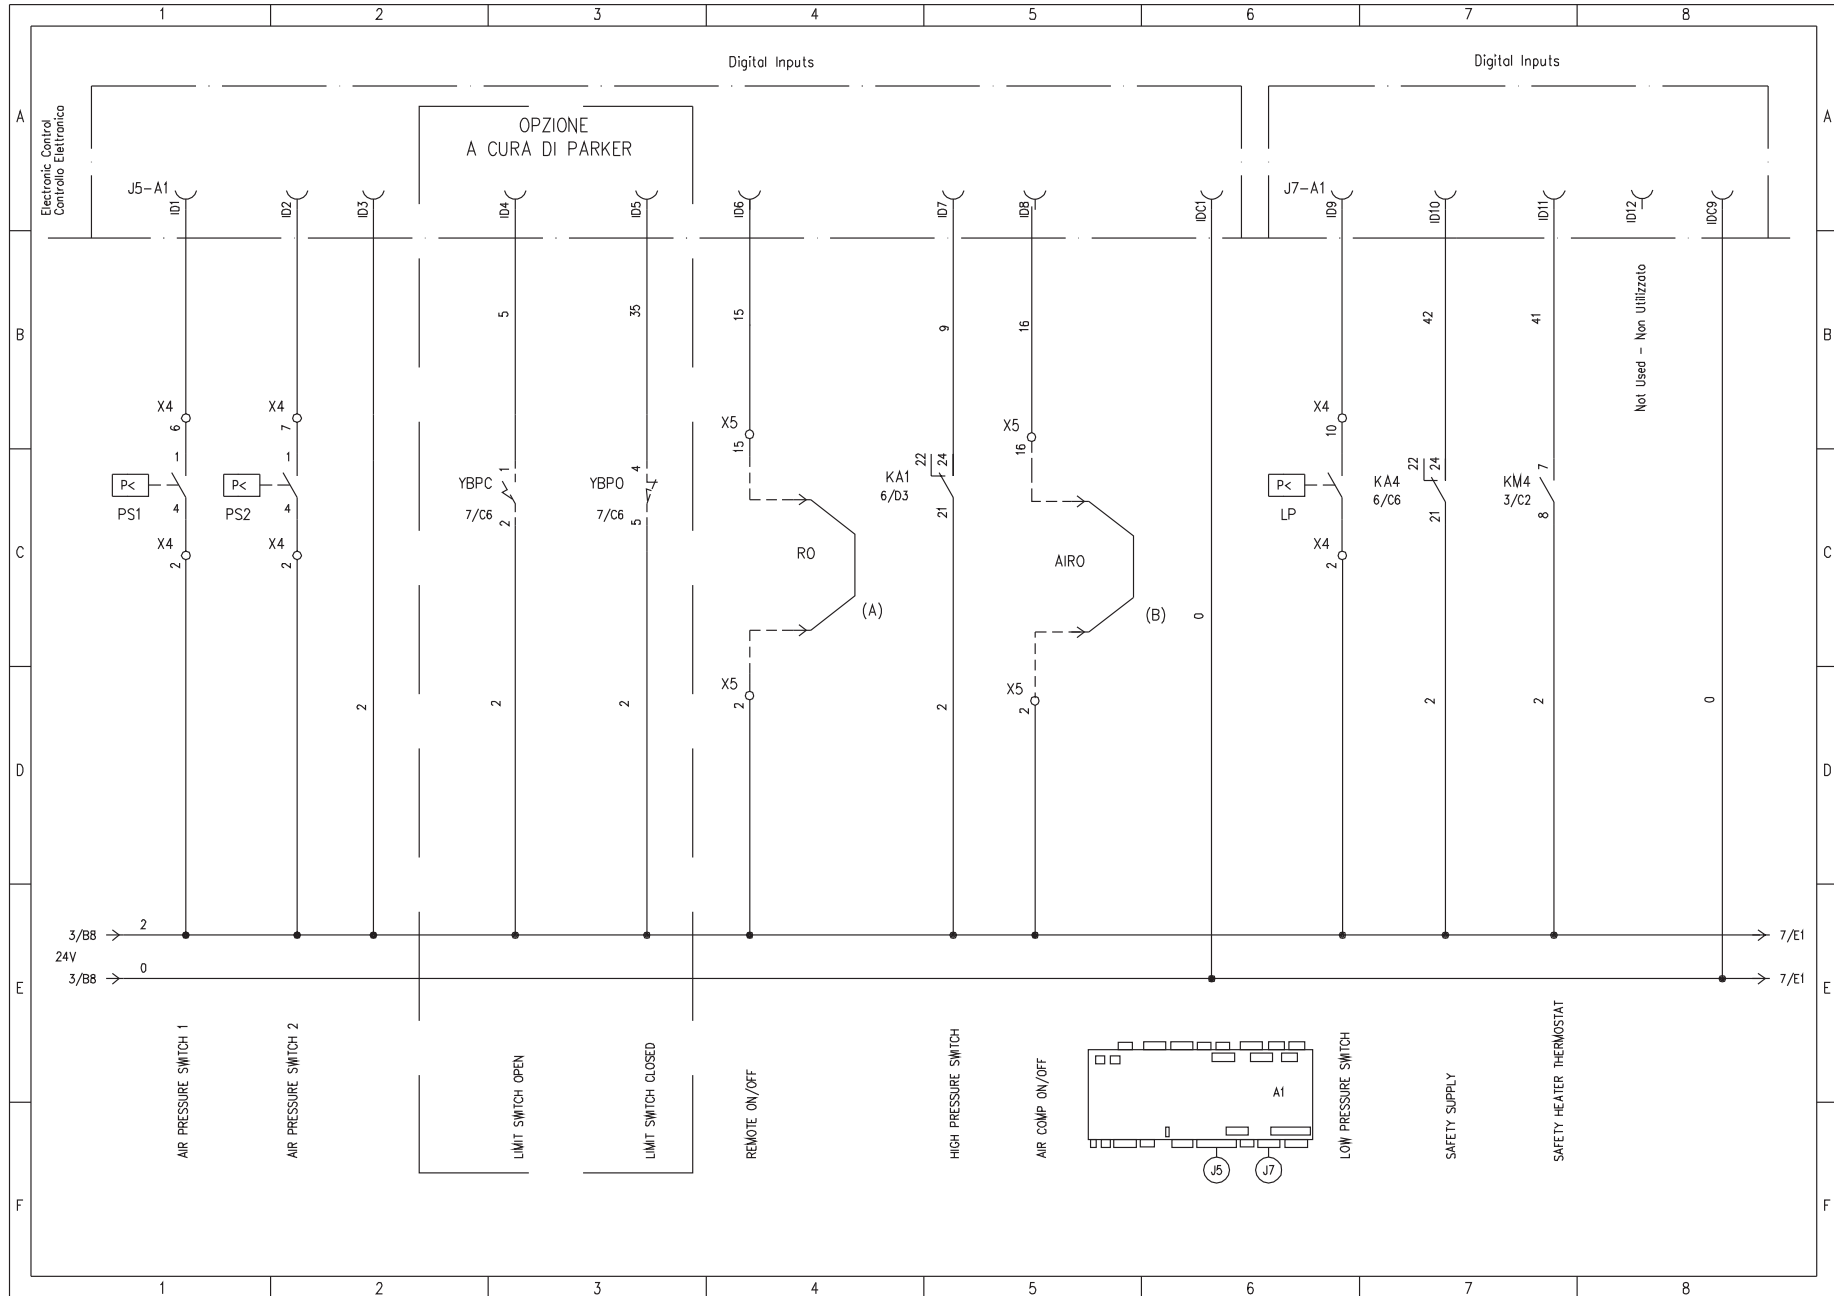 1 2 3 4 5 6 7 8
Digital Inputs
Digital Inputs
A
A
Electronic Control
Controllo Elettronico
OPZIONE
A CURA DI PARKER
J5-A1
J7-A1
ID1
ID2
ID3
ID4
ID5
ID6
ID7
ID8
IDC1
ID9
ID10
ID11
ID12
IDC9
B
B
5
35
15
9
16
42
41
Not Used - Non Utilizzato
X4
6
X4
7
X5
15
X5
16
X4
10
1
P<
PS1
4
X4
2
1
P<
PS2
4
X4
2
1
YBPC
7/C6
2
4
YBPO
7/C6
5
RO
(A)
22
24
KA1
6/D3
21
AIRO
(B)
0
P<
LP
X4
2
22
24
KA4
6/C6
21
7
KM4
3/C2
8
C
C
2
2
2
X5
2
2
X5
2
2
2
0
D
D
3/B8
2
7/E1
24V
3/B8
0
7/E1
E
E
AIR PRESSURE SWITCH 1
AIR PRESSURE SWITCH 2
LIMIT SWITCH OPEN
LIMIT SWITCH CLOSED
REMOTE ON/OFF
HIGH PRESSURE SWITCH
AIR COMP ON/OFF
A1
J5
J7
LOW PRESSURE SWITCH
SAFETY SUPPLY
SAFETY HEATER THERMOSTAT
F
F
1 2 3 4 5 6 7 8